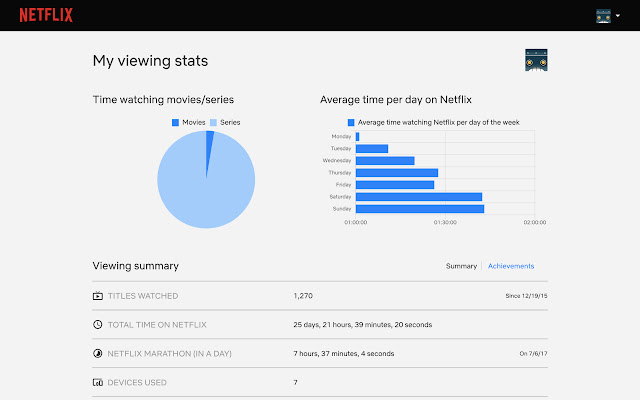 NETFLIX
My viewing stats
Time watching movies/series
Movies Series
Average time per day on Netflix
Average time watching Netflix per day of the week
Monday
Tuesday
Wednesday
Thursday
Friday
Saturday
Sunday
01:00:00 01:30:00 02:00:00
Viewing summary
Summary Achievements
TITLES WATCHED 1,270 Since 12/19/15
TOTAL TIME ON NETFLIX 25 days, 21 hours, 39 minutes, 20 seconds
NETFLIX MARATHON (IN A DAY) 7 hours, 37 minutes, 4 seconds On 7/6/17
DEVICES USED 7